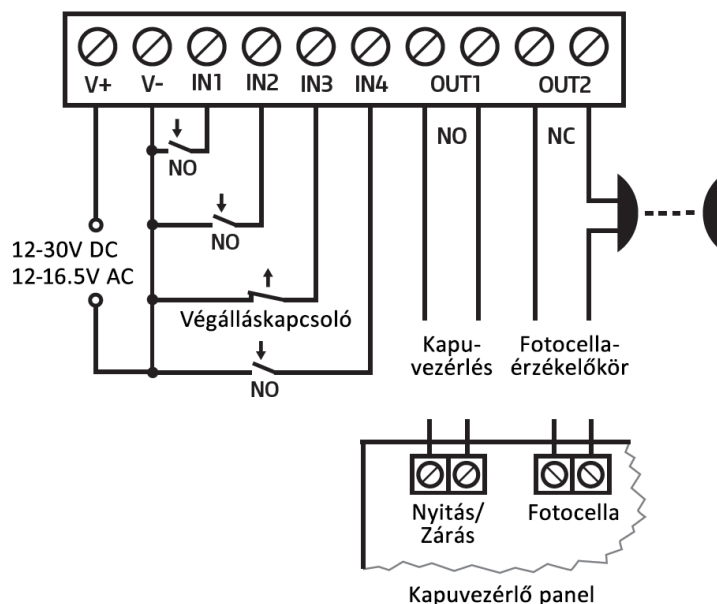 V+ V- IN1 IN2 IN3 IN4 OUT1 OUT2
NO NC
NO
NO
12-30V DC
12-16.5V AC
Végálláskapcsoló
NO
Kapu-
vezérlés
Fotocella-
érzékelőkör
Nyitás/
Zárás
Fotocella
Kapuvezérlő panel